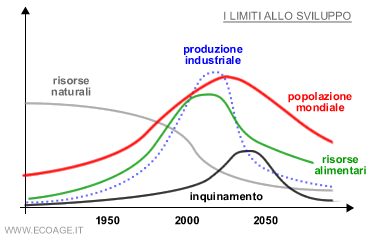 I LIMITI ALLO SVILUPPO
produzione
industriale
risorse
naturali
popolazione
mondiale
risorse
alimentari
inquinamento
1950
2000
2050
WWW.ECOAGE.IT